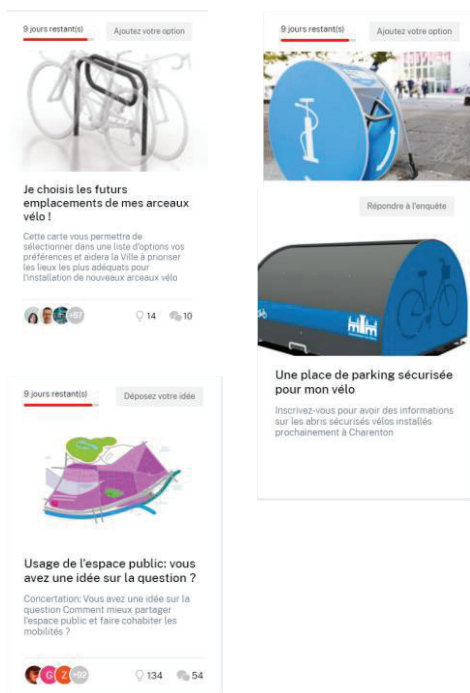 9 jours restant(s)
Ajoutez votre option
Je choisis les futurs
emplacements de mes arceaux
vélo !
Cette carte vous permettra de
sélectionner dans une liste d'options vos
préférences et aidera la Ville à prioriser
les lieux les plus adéquats pour
l'installation de nouveaux arceaux vélo
+67
14
10
9 jours restant(s)
Déposez votre idée
Usage de l'espace public: vous
avez une idée sur la question ?
Concertation: Vous avez une idée sur la
question Comment mieux partager
l'espace public et faire cohabiter les
mobilités ?
G
Z
+92
134
54
9 jours restant(s)
Ajoutez votre option
Répondre à l'enquête
Une place de parking sécurisée
pour mon vélo
Inscrivez-vous pour avoir des informations
sur les abris sécurisés vélos installés
prochainement à Charenton